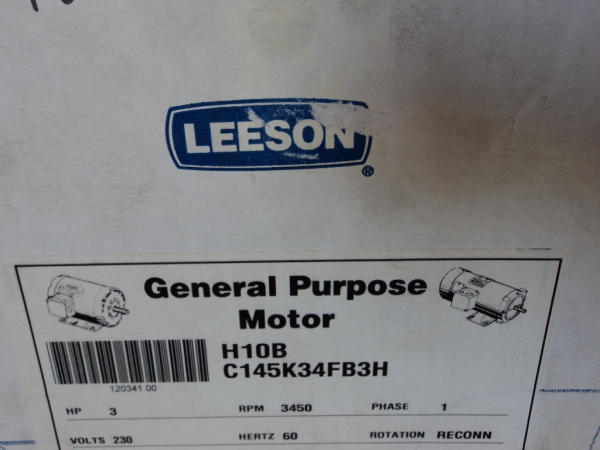 LEESON
®
General Purpose
Motor
H10B
C145K34FB3H
120341.00
HP 3 RPM 3450 PHASE 1
VOLTS 230 HERTZ 60 ROTATION RECONN